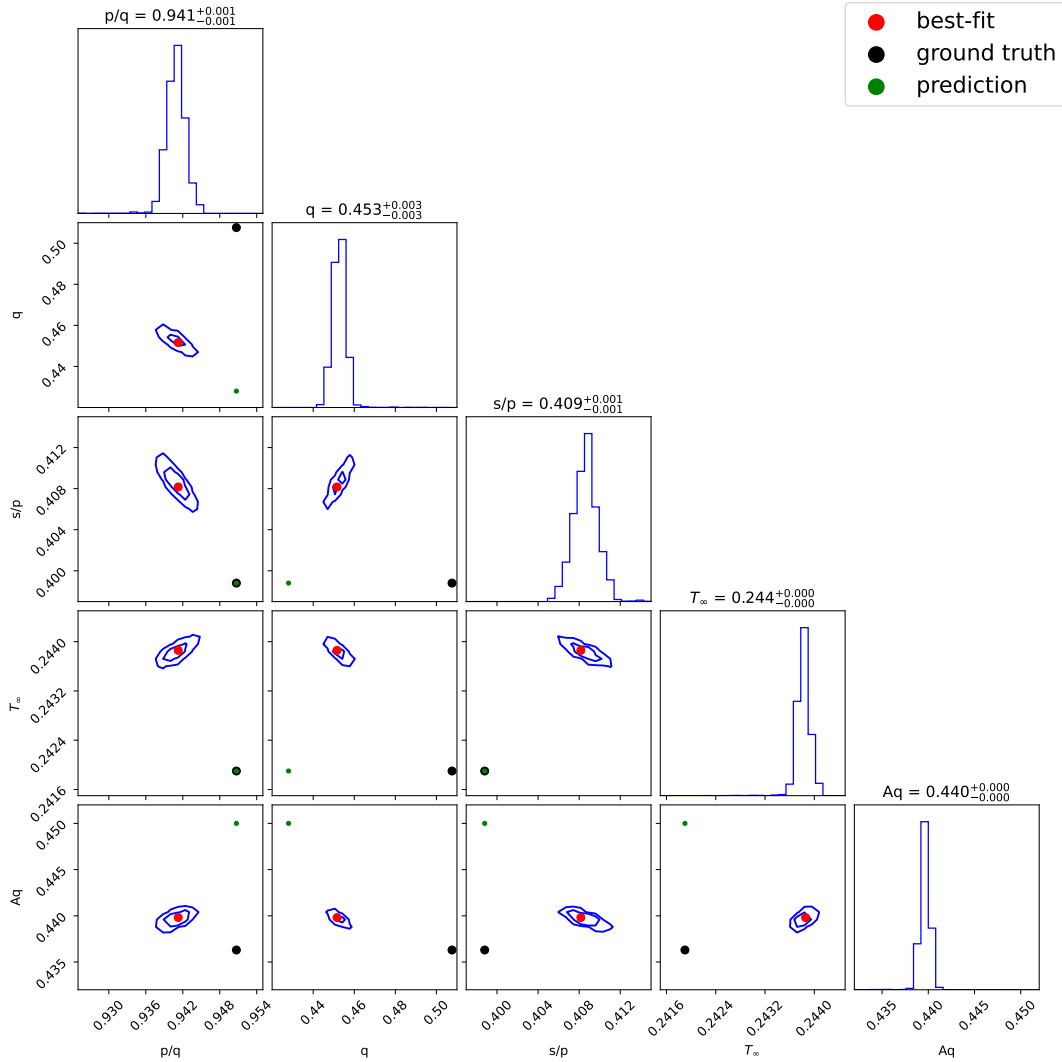 p/q = 0.941+0.001−0.001
best-fit
ground truth
prediction
q = 0.453+0.003−0.003
0.50
0.48
0.46
0.44
q
s/p = 0.409+0.001−0.001
0.412
0.408
0.404
0.400
s/p
T∞ = 0.244+0.000−0.000
0.2440
0.2432
0.2424
0.2416
T∞
Aq = 0.440+0.000−0.000
0.450
0.445
0.440
0.435
Aq
0.930 0.936 0.942 0.948 0.954 0.44 0.46 0.48 0.50 0.400 0.404 0.408 0.412 0.2416 0.2424 0.2432 0.2440 0.435 0.440 0.445 0.450
p/q q s/p T∞ Aq